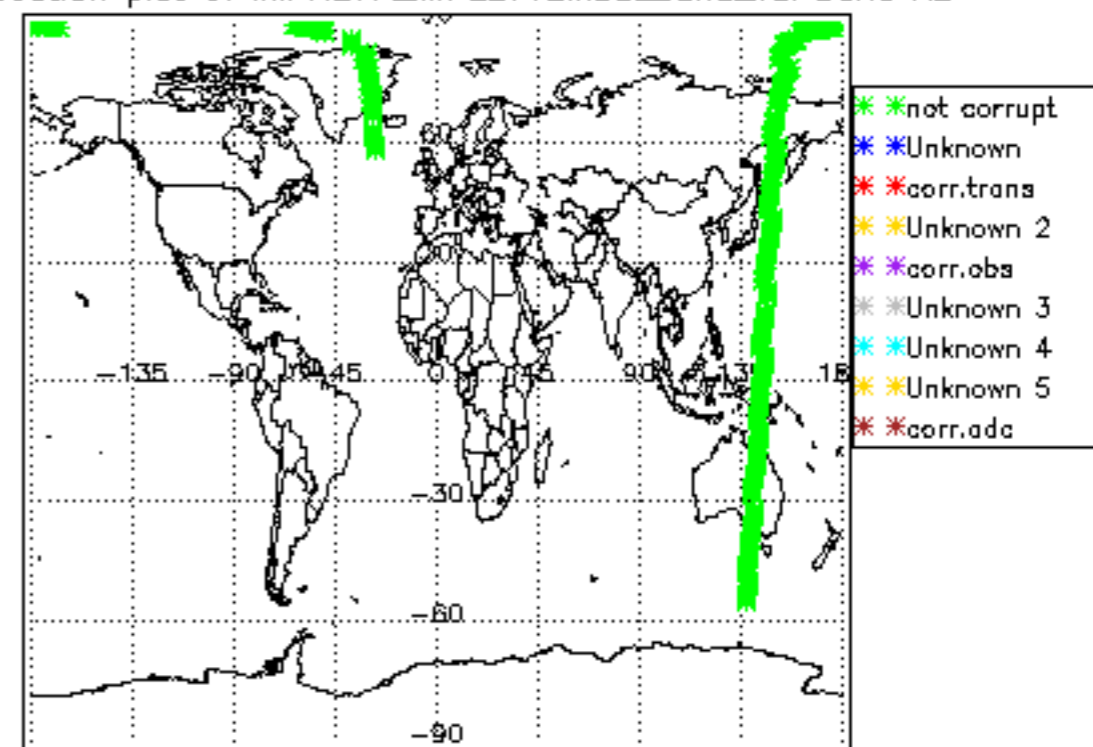 not corrupt
Unknown
corr.trans
Unknown 2
corr.obs
Unknown 3
Unknown 4
Unknown 5
corr.adc
60
-135 -90 45 0 45 90 135
-30
-60
-90